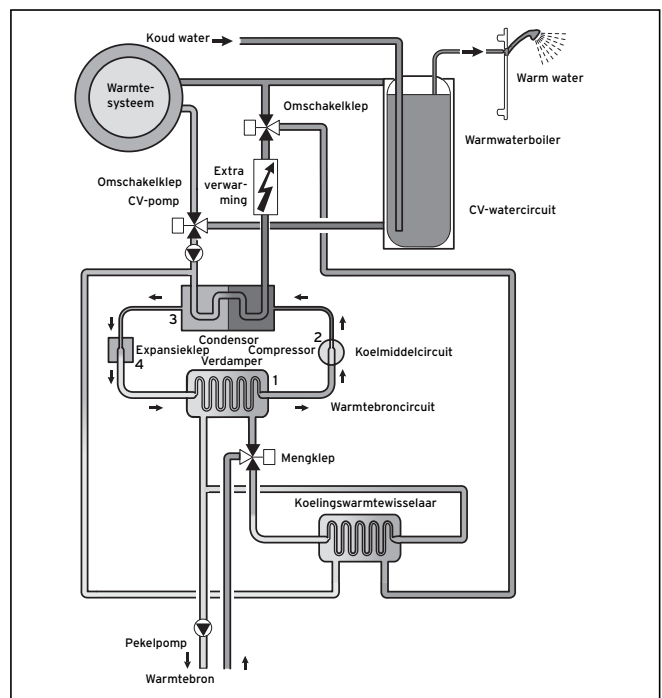 Koud water
Warm water
Warmte-
systeem
Omschakelklep
Warmwaterboiler
Extra
verwar-
ming
Omschakelklep
CV-pomp
CV-watercircuit
3
Condensor
2
Expansieklep
Compressor
Koelmiddelcircuit
4
Verdamper
1
Warmtebroncircuit
Mengklep
Koelingswarmtewisselaar
Pekelpomp
Warmtebron